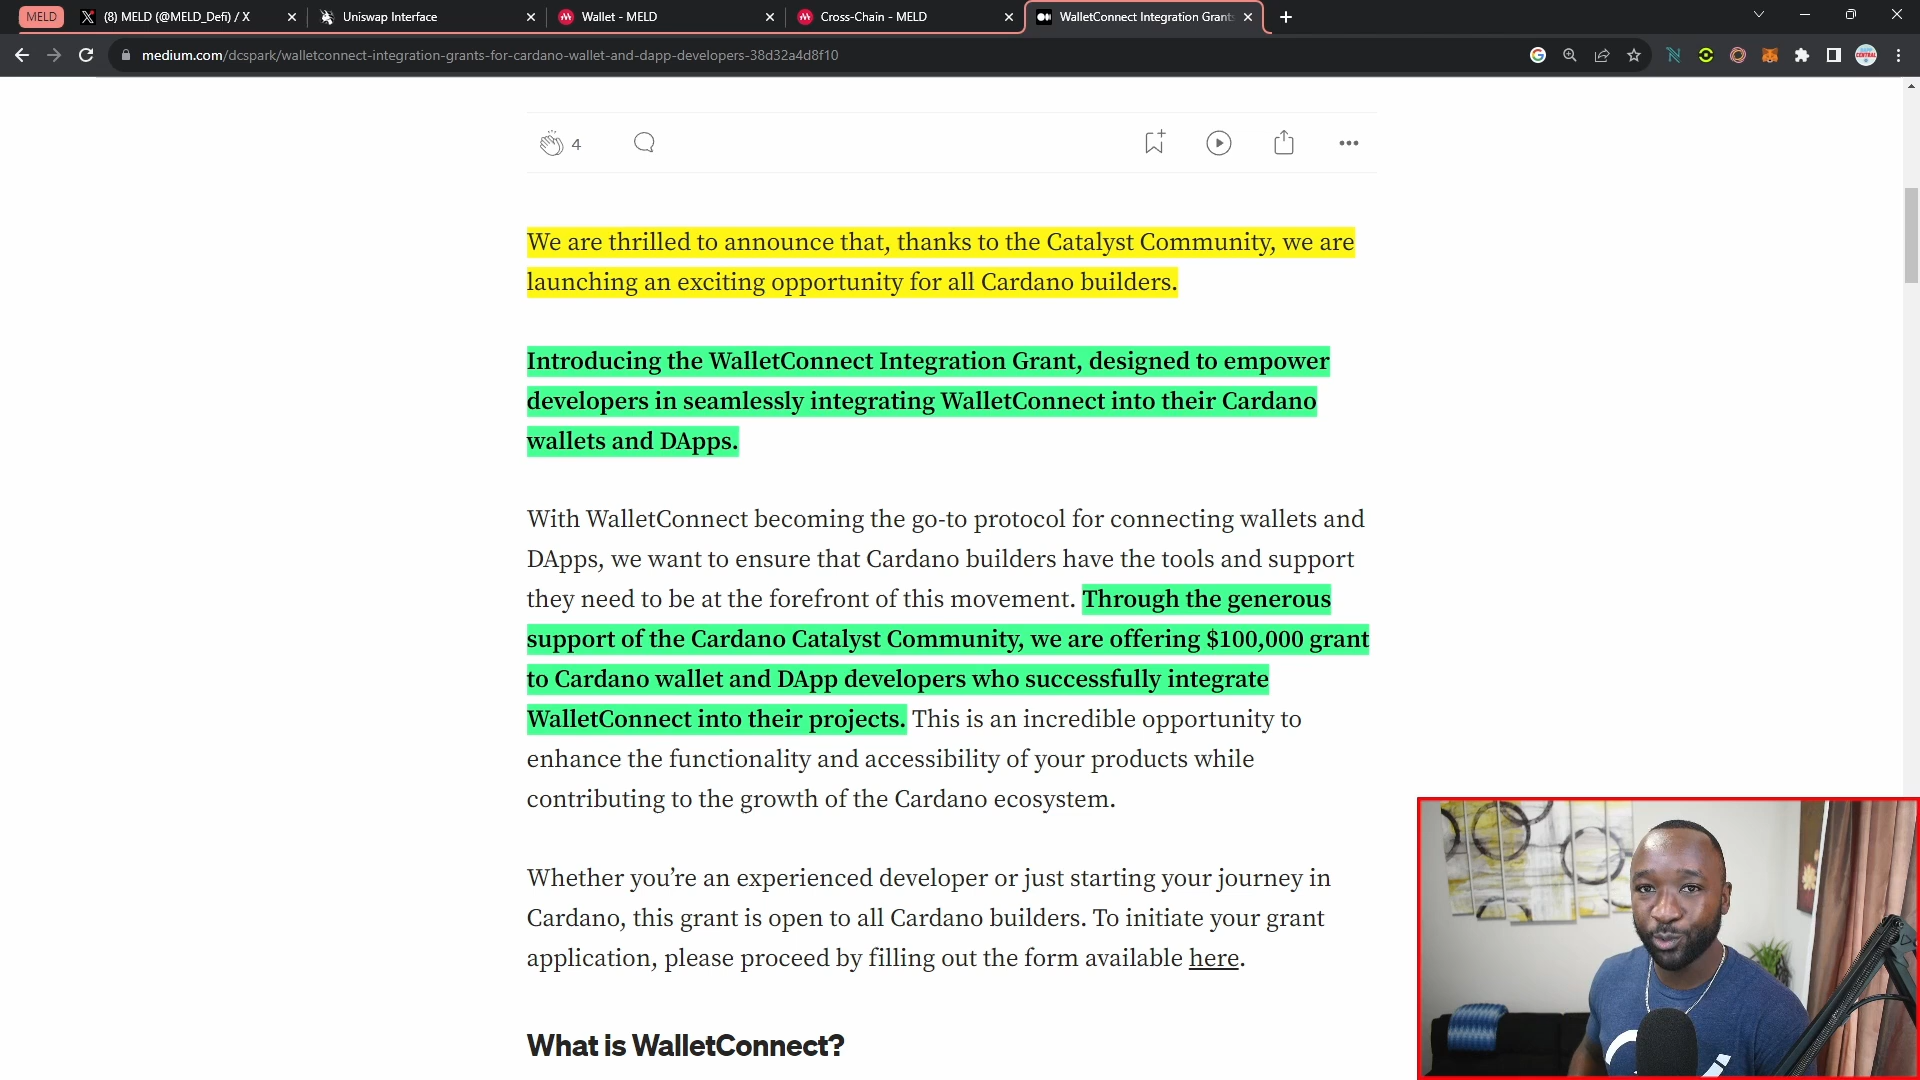 MELD
(8) MELD (@MELD_Defi) / X
Uniswap Interface
Wallet - MELD
Cross-Chain - MELD
WalletConnect Integration Grant
medium.com/dcspark/walletconnect-integration-grants-for-cardano-wallet-and-dapp-developers-38d32a4d8f10
4
We are thrilled to announce that, thanks to the Catalyst Community, we are
launching an exciting opportunity for all Cardano builders.
Introducing the WalletConnect Integration Grant, designed to empower
developers in seamlessly integrating WalletConnect into their Cardano
wallets and DApps.
With WalletConnect becoming the go-to protocol for connecting wallets and
DApps, we want to ensure that Cardano builders have the tools and support
they need to be at the forefront of this movement. Through the generous
support of the Cardano Catalyst Community, we are offering $100,000 grant
to Cardano wallet and DApp developers who successfully integrate
WalletConnect into their projects. This is an incredible opportunity to
enhance the functionality and accessibility of your products while
contributing to the growth of the Cardano ecosystem.
Whether you’re an experienced developer or just starting your journey in
Cardano, this grant is open to all Cardano builders. To initiate your grant
application, please proceed by filling out the form available here.
What is WalletConnect?